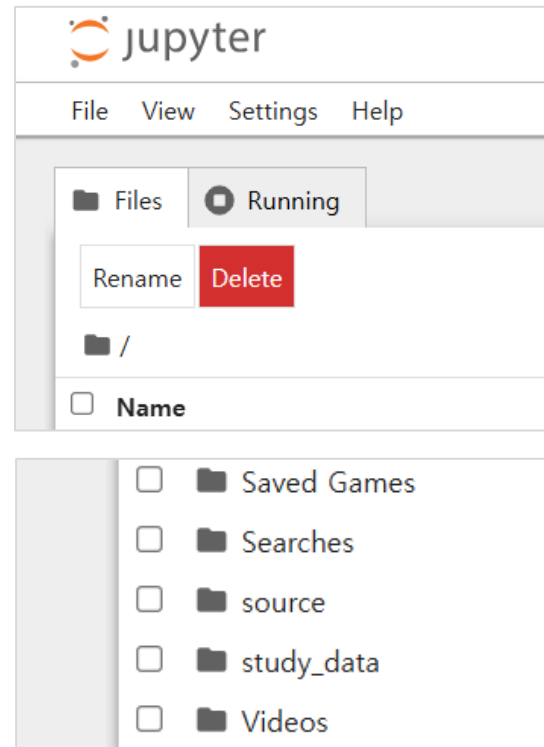 jupyter
File View Settings Help
Files Running
Rename Delete
/
Name
Saved Games
Searches
source
study_data
Videos